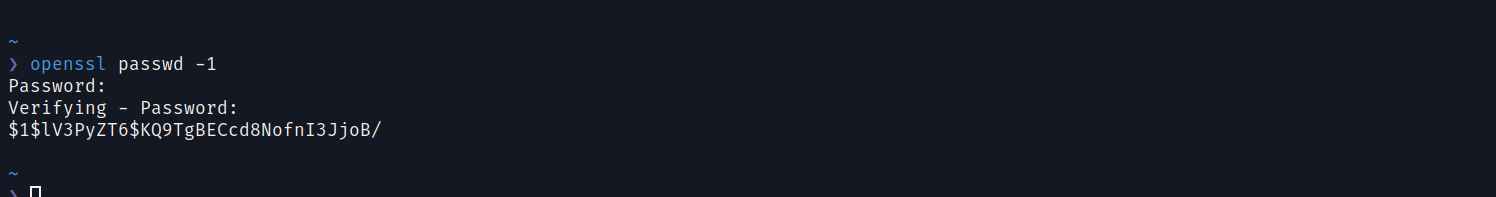 ~
❯ openssl passwd -1
Password:
Verifying - Password:
$1$lV3PyZT6$KQ9TgBECcd8NofnI3JjoB/
~
❯